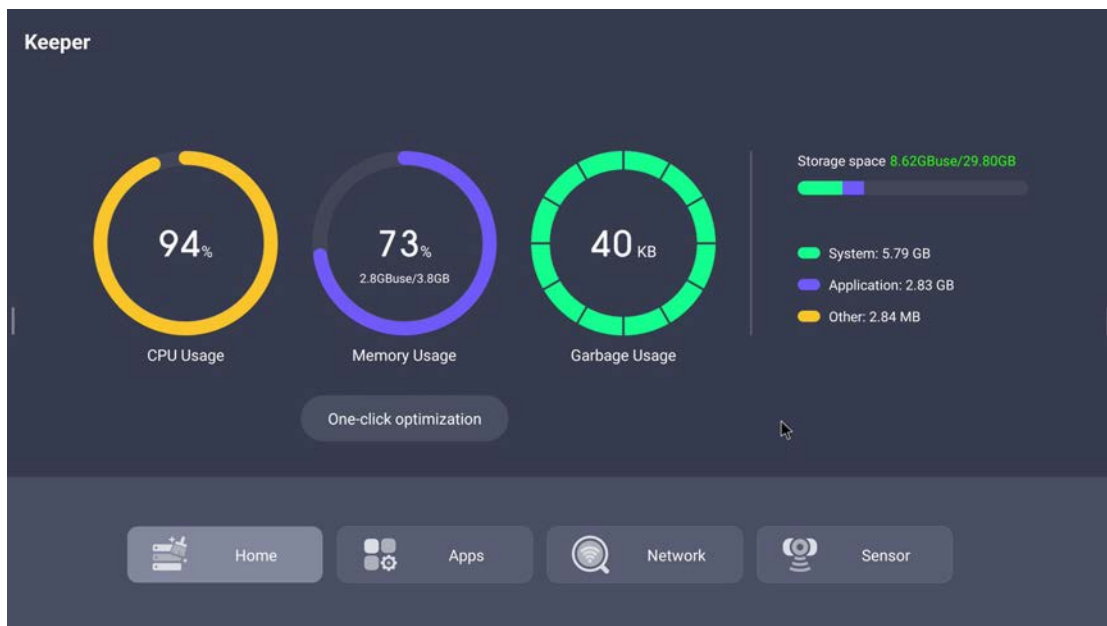 Keeper
94%
CPU Usage
73%
2.8GBuse/3.8GB
Memory Usage
40 KB
Garbage Usage
Storage space 8.62GBuse/29.80GB
System: 5.79 GB
Application: 2.83 GB
Other: 2.84 MB
One-click optimization
Home
Apps
Network
Sensor